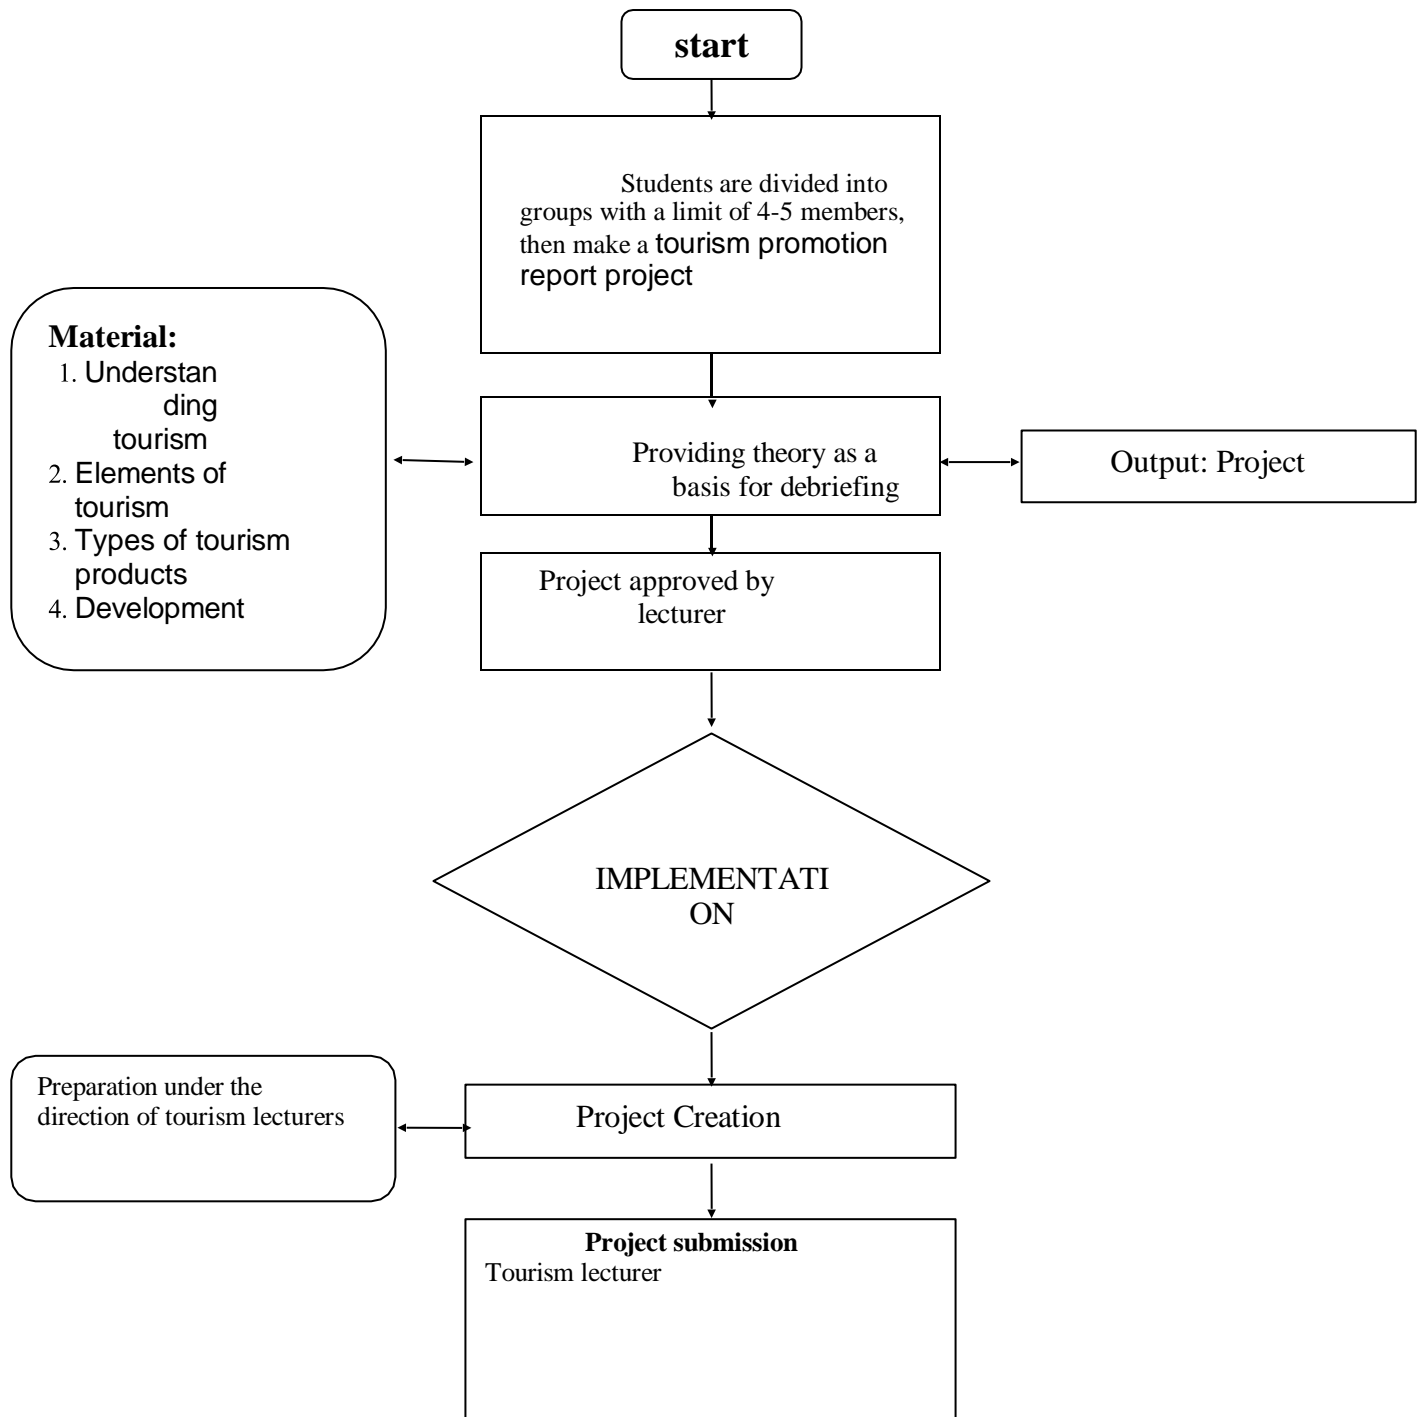 start
Students are divided into
groups with a limit of 4-5 members,
then make a tourism promotion
report project
Material:
1. Understan
ding
tourism
2. Elements of
tourism
3. Types of tourism
products
4. Development
Providing theory as a
basis for debriefing
Output: Project
Project approved by
lecturer
IMPLEMENTATI
ON
Preparation under the
direction of tourism lecturers
Project Creation
Project submission
Tourism lecturer